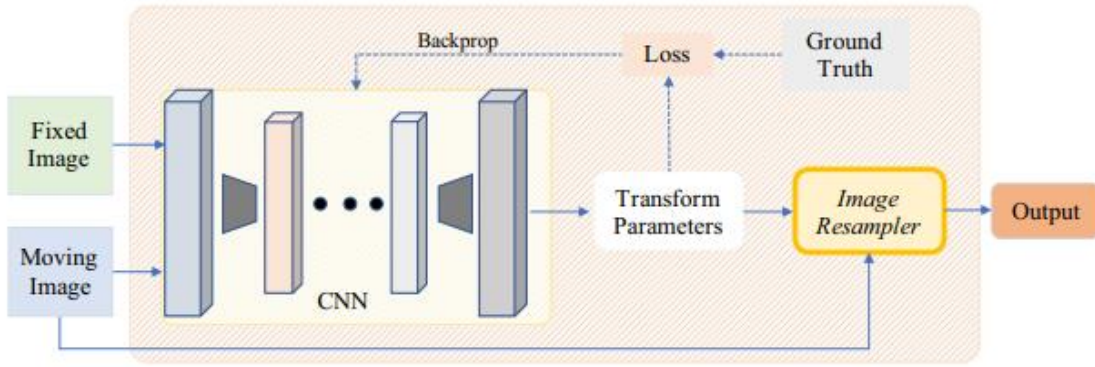 Backprop
Loss
Ground
Truth
Fixed
Image
Moving
Image
CNN
Transform
Parameters
Image
Resampler
Output